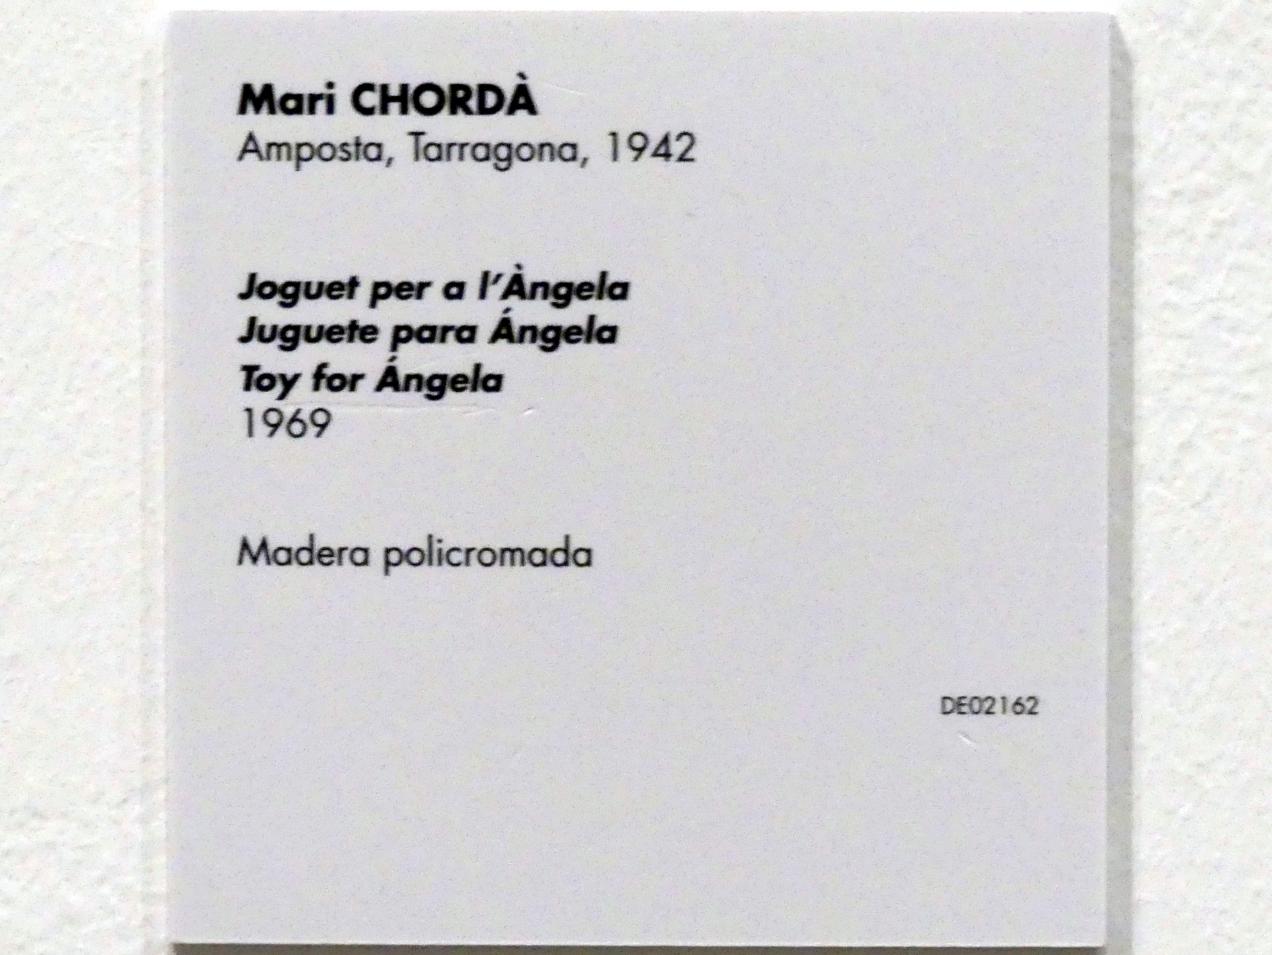 Mari CHORDÀ
Amposta, Tarragona, 1942
Joguet per a l’Àngela
Juguete para Ángela
Toy for Ángela
1969
Madera policromada
DE02162